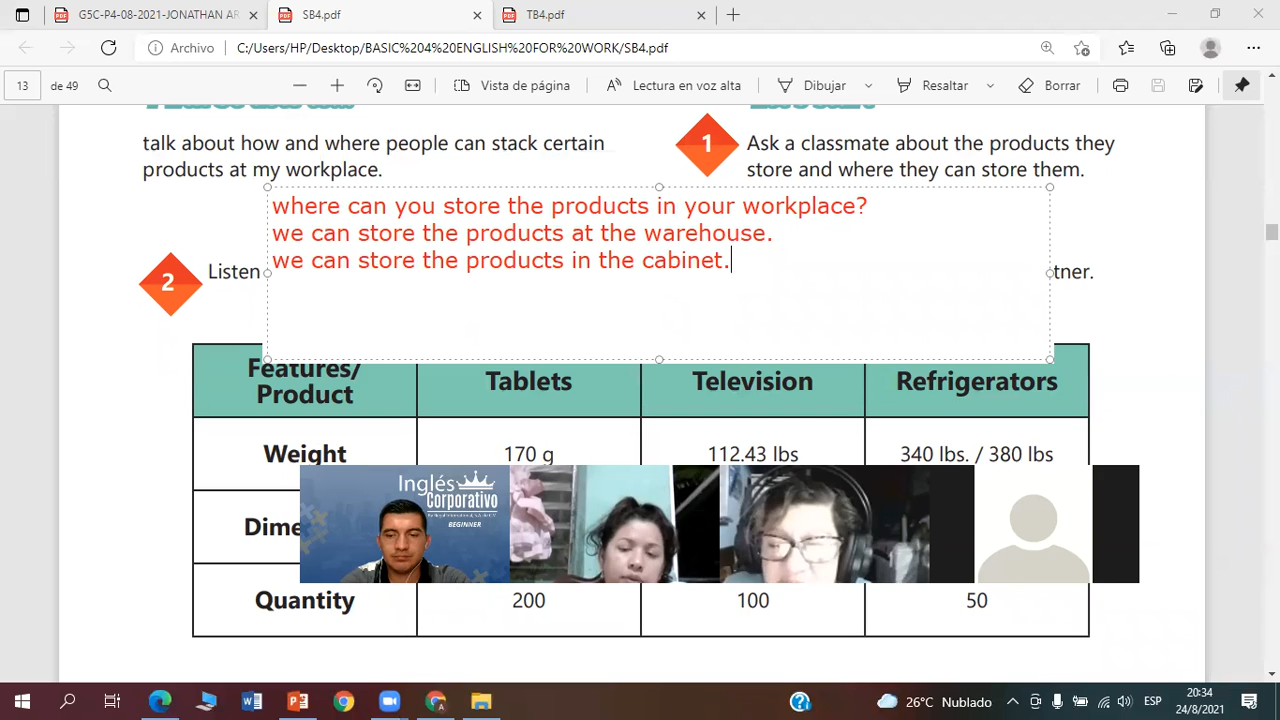 G5C-P4-08-2021-JONATHAN AR
SB4.pdf
TB4.pdf
Archivo
C:/Users/HP/Desktop/BASIC%204%20ENGLISH%20FOR%20WORK/SB4.pdf
13
de 49
Vista de página
Lectura en voz alta
Dibujar
Resaltar
Borrar
talk about how and where people can stack certain
products at my workplace.
1
Ask a classmate about the products they
store and where they can store them.
where can you store the products in your workplace?
we can store the products at the warehouse.
we can store the products in the cabinet.
2
Listen
tner.
Features/
Product
Tablets
Television
Refrigerators
Weight
170 g
112.43 lbs
340 lbs. / 380 lbs
Dime
Quantity
200
100
50
Inglés
Corporativo
BEGINNER
26°C Nublado
ESP
20:34
24/8/2021